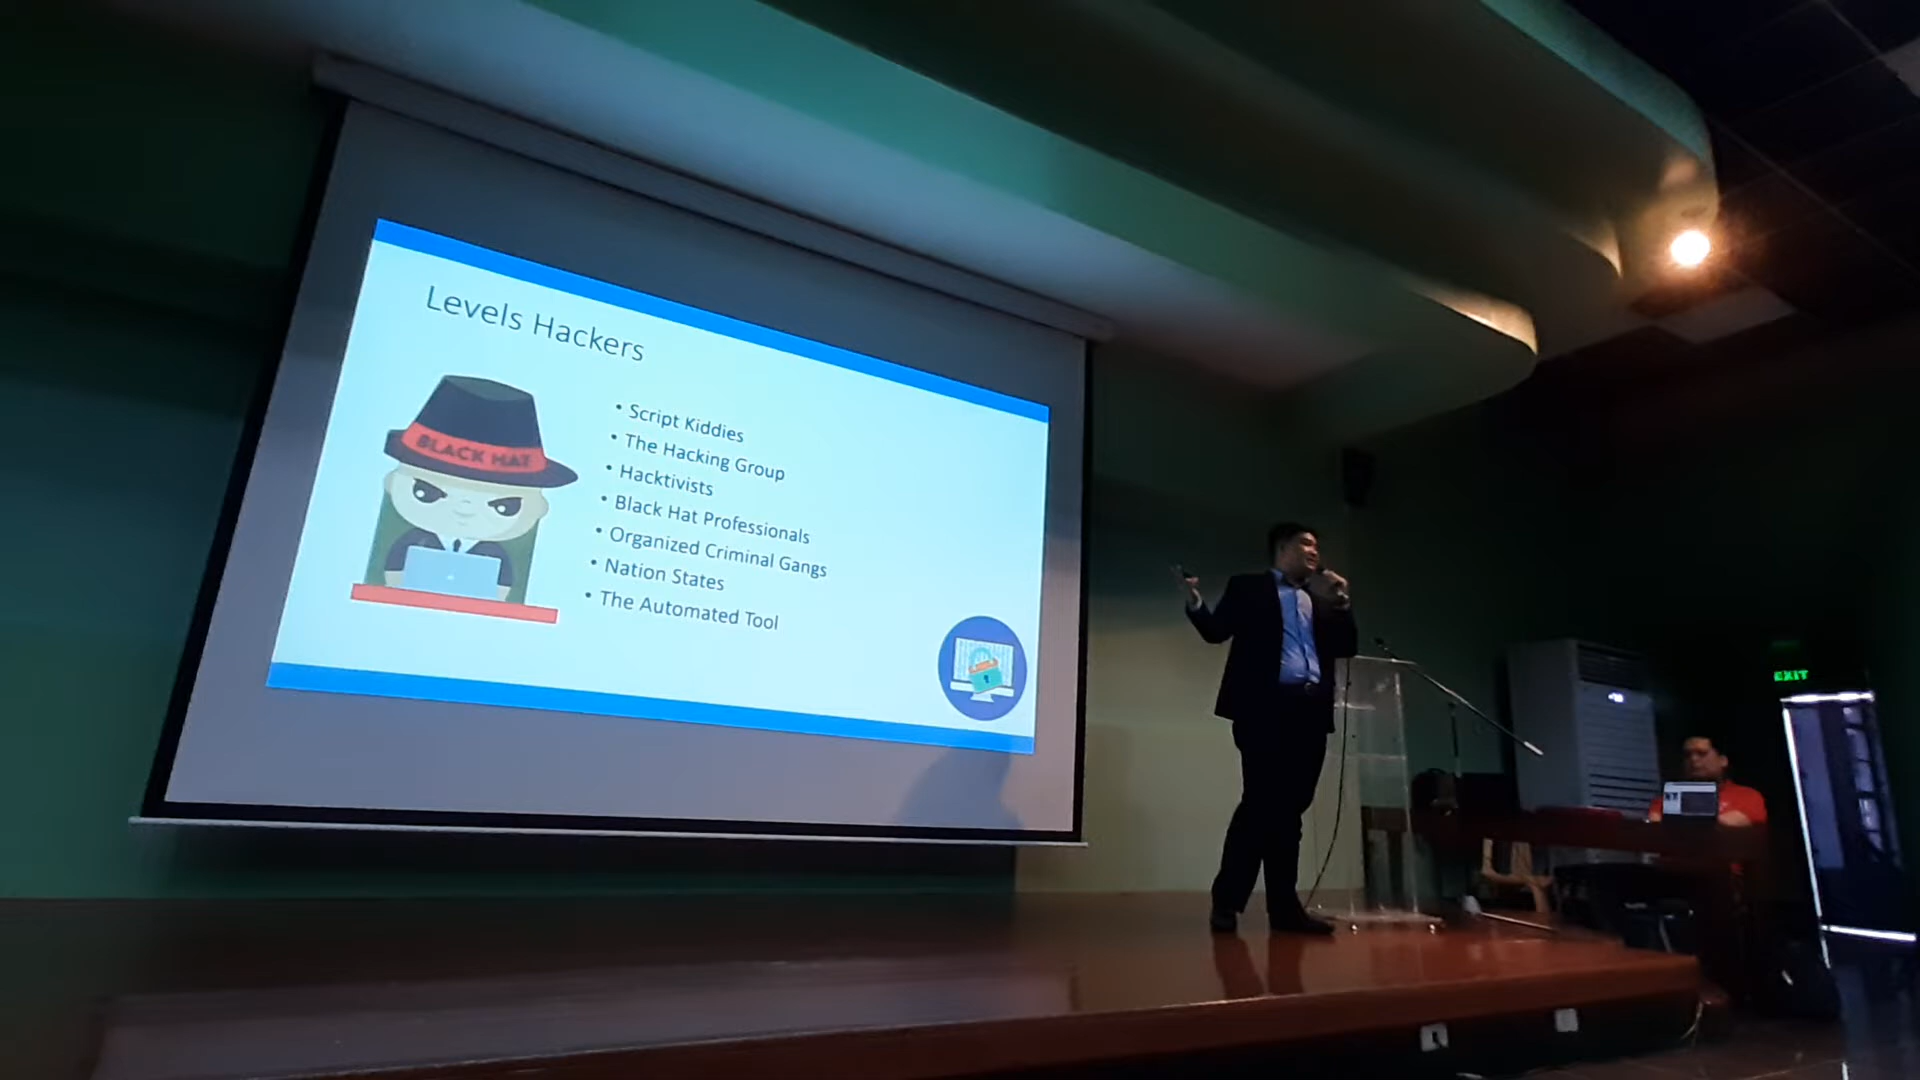 Levels Hackers
BLACK HAT
• Script Kiddies
• The Hacking Group
• Hacktivists
• Black Hat Professionals
• Organized Criminal Gangs
• Nation States
• The Automated Tool
EXIT